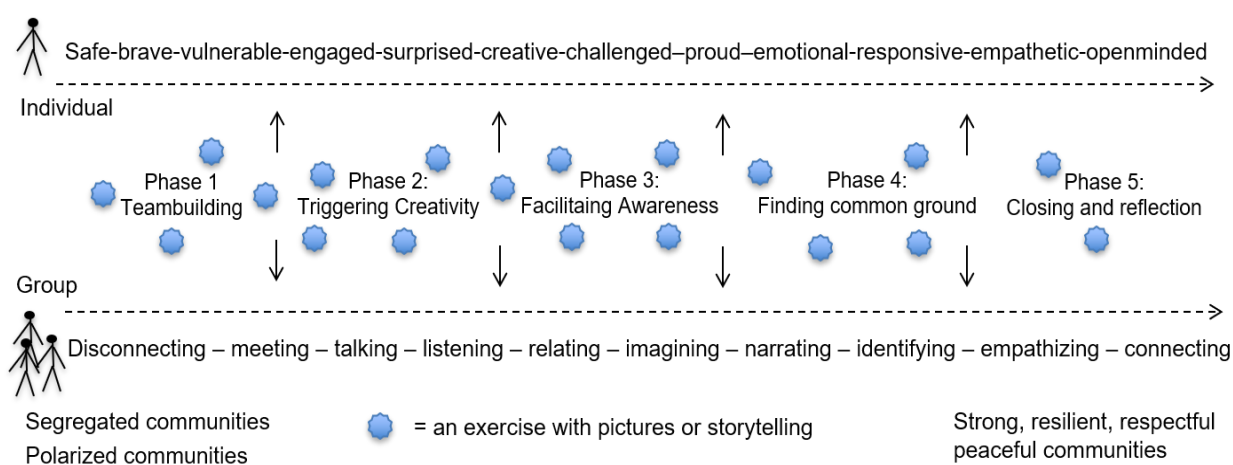 Safe-brave-vulnerable-engaged-surprised-creative-challenged–proud–emotional-responsive-empathetic-openminded
Individual
Phase 1
Teambuilding
Phase 2:
Triggering Creativity
Phase 3:
Facilitaing Awareness
Phase 4:
Finding common ground
Phase 5:
Closing and reflection
Group
Disconnecting – meeting – talking – listening – relating – imagining – narrating – identifying – empathizing – connecting
Segregated communities
Polarized communities
= an exercise with pictures or storytelling
Strong, resilient, respectful
peaceful communities